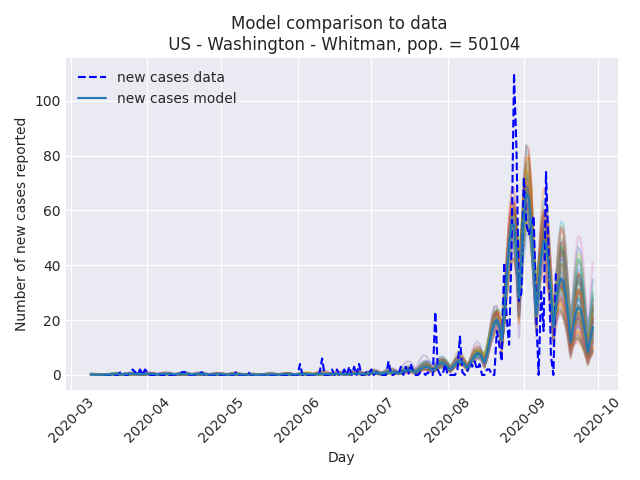 Model comparison to data
US - Washington - Whitman, pop. = 50104
new cases data
new cases model
Number of new cases reported
100
80
60
40
20
0
2020-03
2020-04
2020-05
2020-06
2020-07
2020-08
2020-09
2020-10
Day